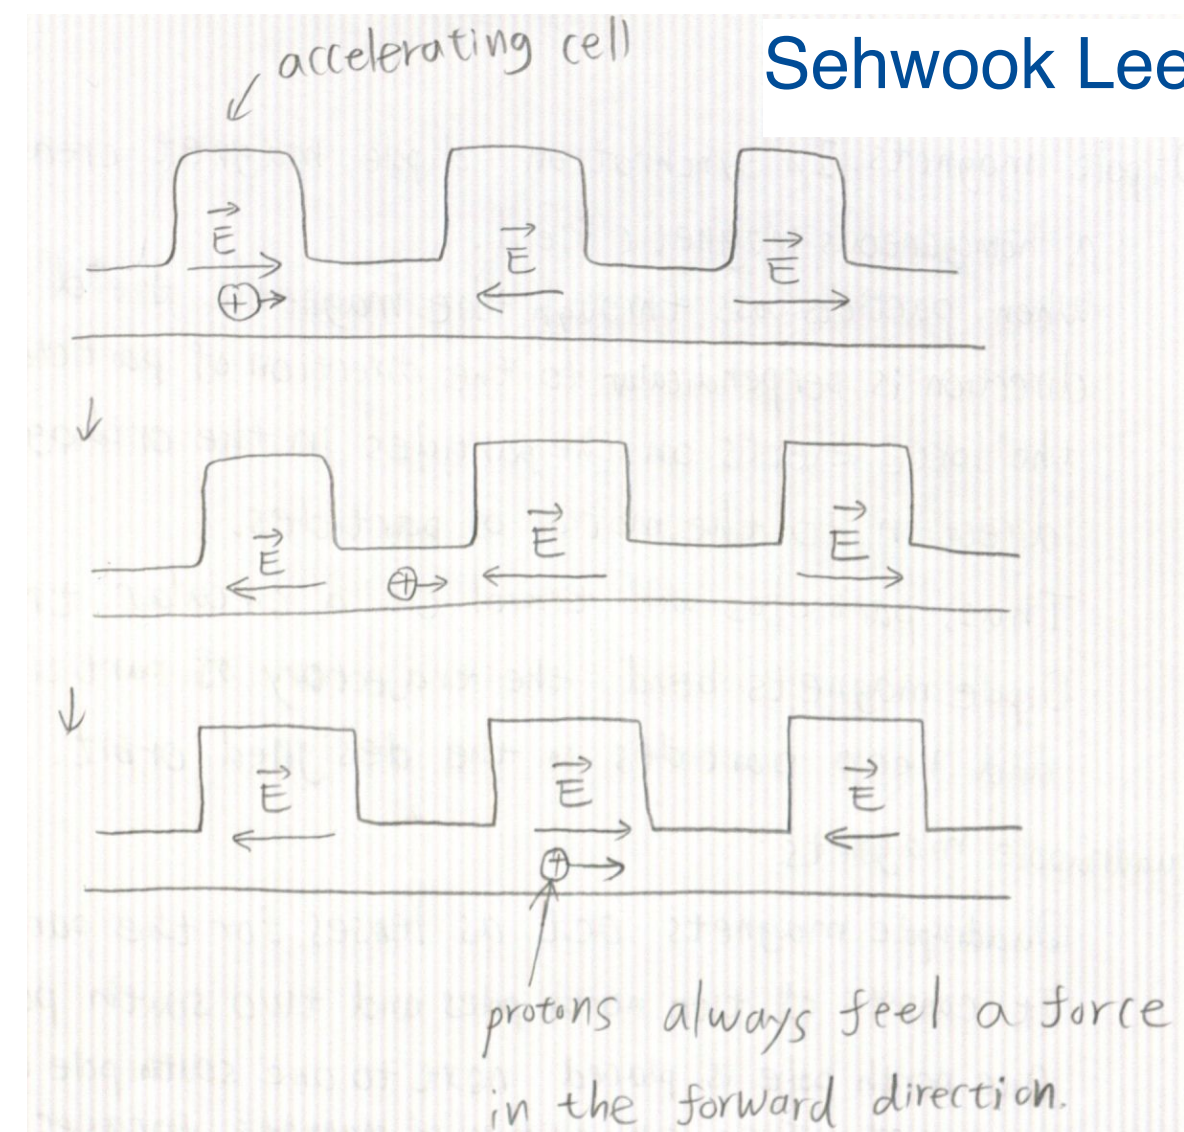 accelerating cell
Sehwook Lee
E E E
+
E E E
+
E E E
+
protons always feel a force
in the forward direction.